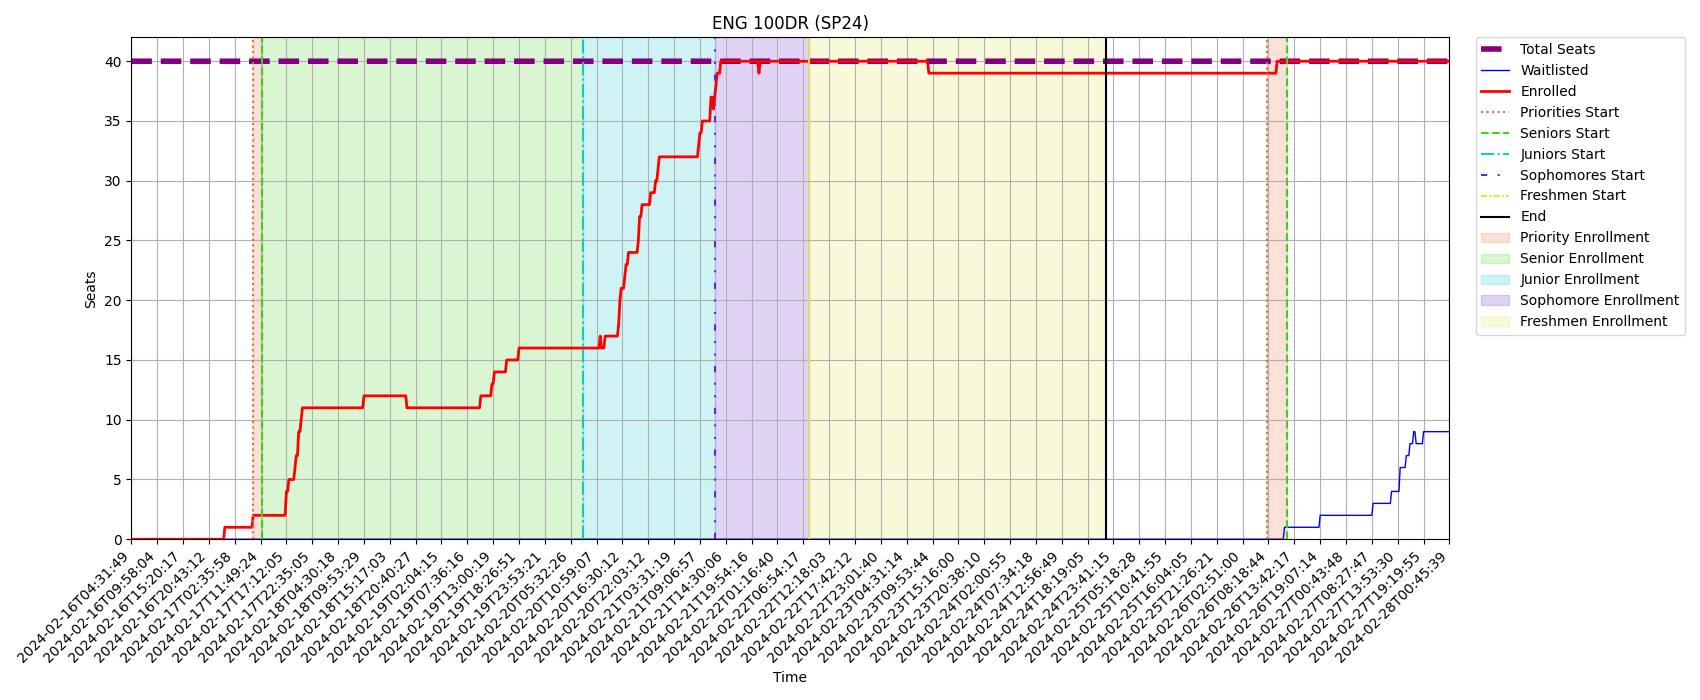 ENG 100DR (SP24)
Seats
40
35
30
25
20
15
10
5
0
2024-02-16T04:31:49
2024-02-16T09:58:04
2024-02-16T15:20:17
2024-02-16T20:43:12
2024-02-17T02:35:58
2024-02-17T11:49:24
2024-02-17T17:12:05
2024-02-17T22:35:05
2024-02-18T04:30:18
2024-02-18T09:53:29
2024-02-18T15:17:03
2024-02-18T20:40:27
2024-02-19T02:04:15
2024-02-19T07:36:16
2024-02-19T13:00:19
2024-02-19T18:26:51
2024-02-19T23:53:21
2024-02-20T05:32:26
2024-02-20T10:59:07
2024-02-20T16:30:12
2024-02-20T22:03:12
2024-02-21T03:31:19
2024-02-21T09:06:57
2024-02-21T14:30:06
2024-02-21T19:54:16
2024-02-22T01:16:40
2024-02-22T06:54:17
2024-02-22T12:18:03
2024-02-22T17:42:12
2024-02-22T23:01:40
2024-02-23T04:31:14
2024-02-23T09:53:44
2024-02-23T15:16:00
2024-02-23T20:38:10
2024-02-24T02:00:55
2024-02-24T07:34:18
2024-02-24T12:56:49
2024-02-24T18:19:05
2024-02-24T23:41:15
2024-02-25T05:18:28
2024-02-25T10:41:55
2024-02-25T16:04:05
2024-02-25T21:26:21
2024-02-26T02:51:00
2024-02-26T08:18:44
2024-02-26T13:42:17
2024-02-26T19:07:14
2024-02-27T00:43:48
2024-02-27T08:27:47
2024-02-27T13:53:30
2024-02-27T19:19:55
2024-02-28T00:45:39
Time
Total Seats
Waitlisted
Enrolled
Priorities Start
Seniors Start
Juniors Start
Sophomores Start
Freshmen Start
End
Priority Enrollment
Senior Enrollment
Junior Enrollment
Sophomore Enrollment
Freshmen Enrollment